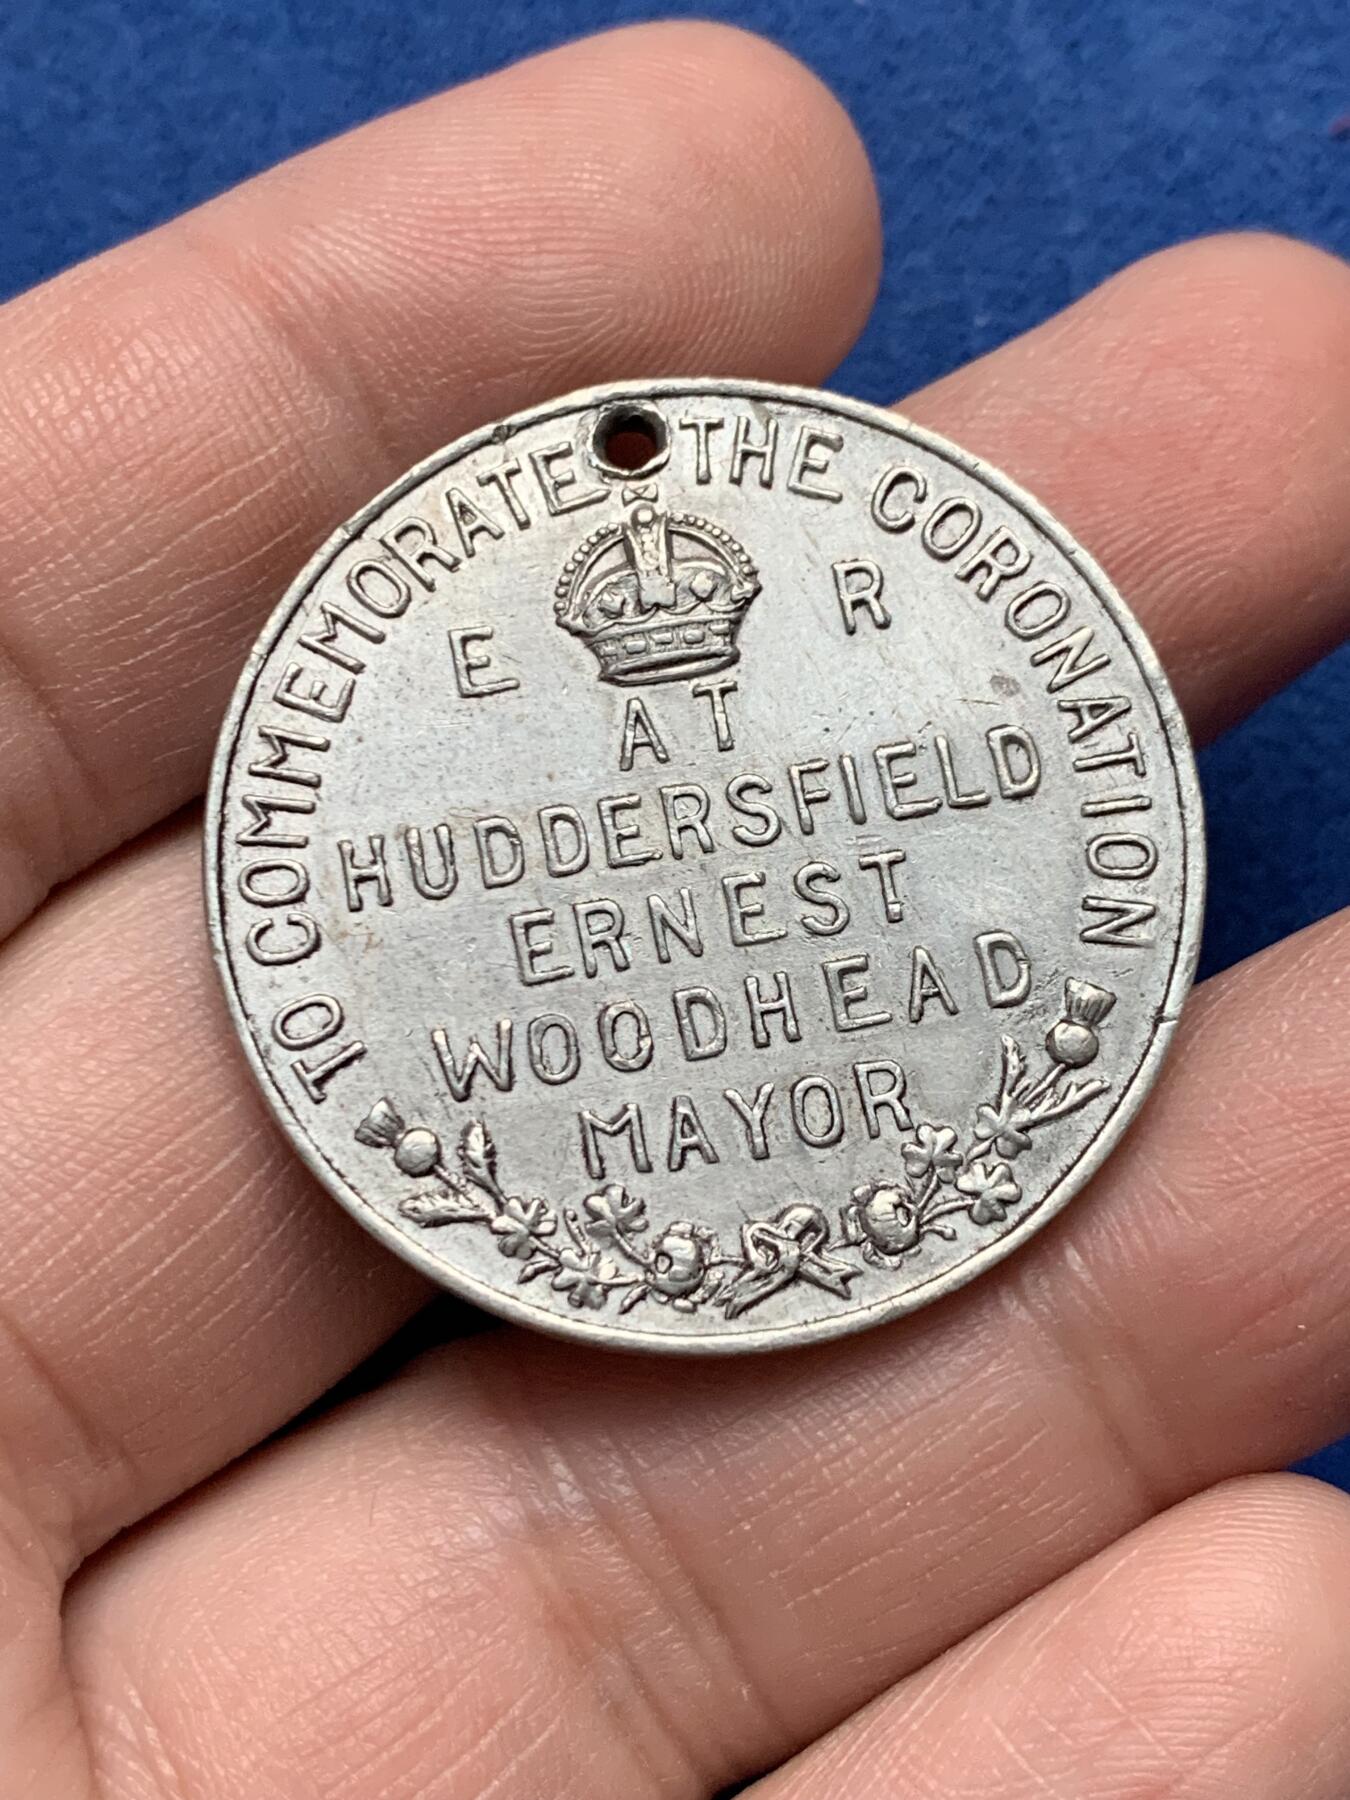 TO COMMEMORATE THE CORONATION
E R
AT
HUDDERSFIELD
ERNEST
WOODHEAD
MAYOR